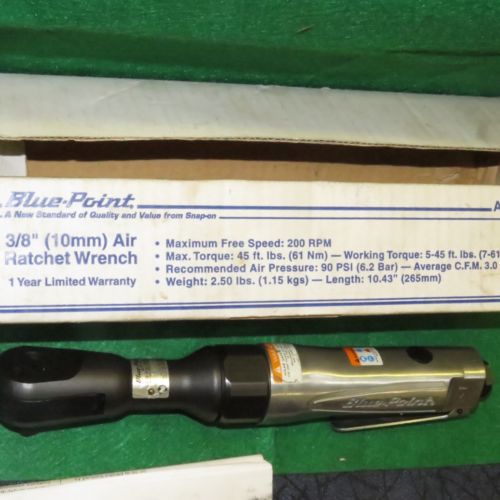 Blue-Point
A New Standard of Quality and Value from Snap-on
A
3/8" (10mm) Air
Ratchet Wrench
1 Year Limited Warranty
• Maximum Free Speed: 200 RPM
• Max. Torque: 45 ft. lbs. (61 Nm) — Working Torque: 5-45 ft. lbs. (7-61
• Recommended Air Pressure: 90 PSI (6.2 Bar) — Average C.F.M. 3.0
• Weight: 2.50 lbs. (1.15 kgs) — Length: 10.43" (265mm)
Blue-Point